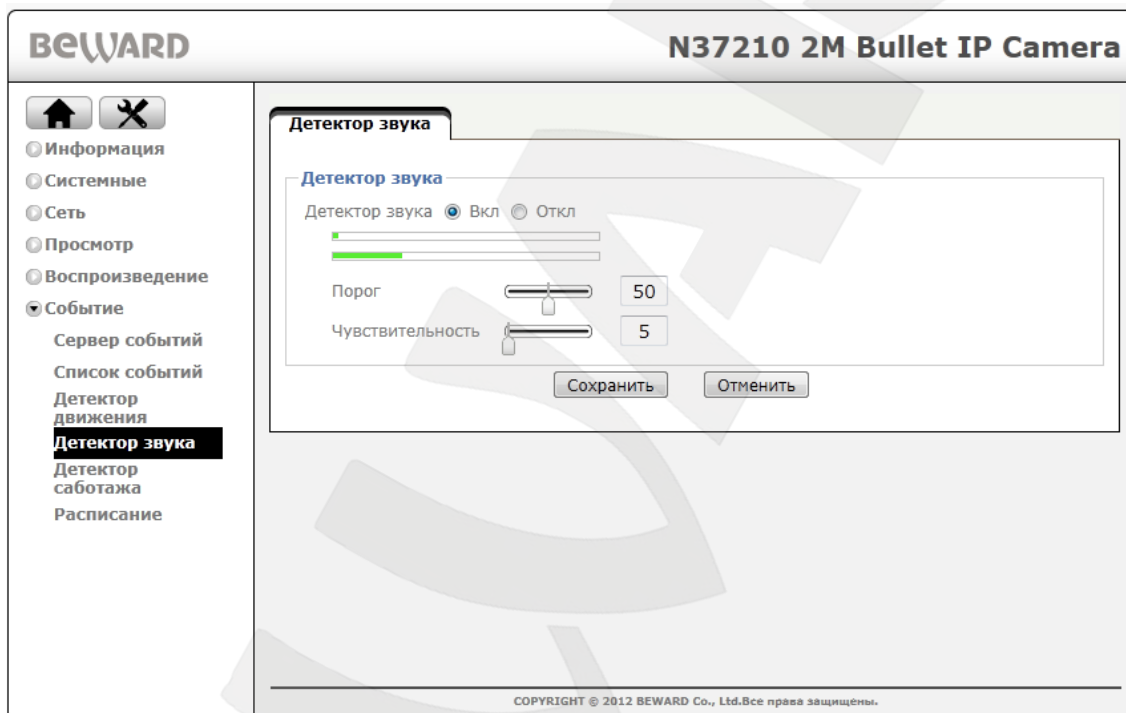 BEWARD
N37210 2M Bullet IP Camera
Информация
Системные
Сеть
Просмотр
Воспроизведение
Событие
Сервер событий
Список событий
Детектор
движения
Детектор звука
Детектор
саботажа
Расписание
Детектор звука
Детектор звука
Детектор звука Вкл Откл
Порог 50
Чувствительность 5
Сохранить Отменить
COPYRIGHT © 2012 BEWARD Co., Ltd.Все права защищены.